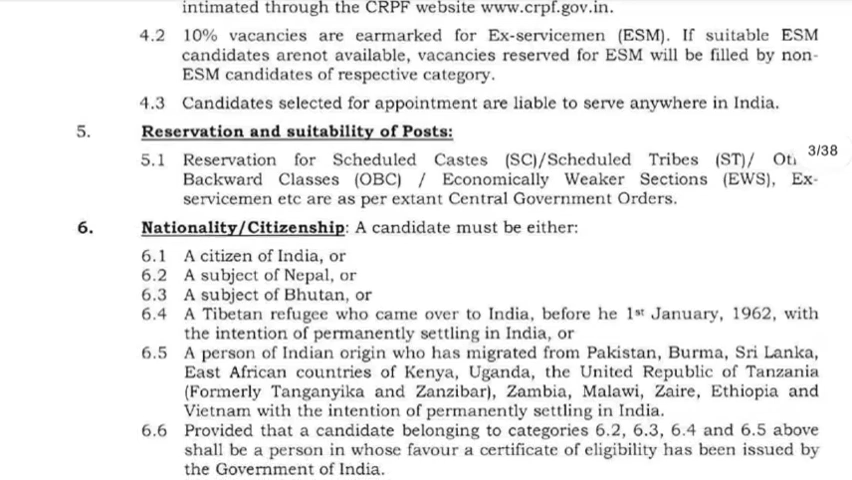 intimated through the CRPF website www.crpf.gov.in.
4.2 10% vacancies are earmarked for Ex-servicemen (ESM). If suitable ESM
candidates arenot available, vacancies reserved for ESM will be filled by non-
ESM candidates of respective category.
4.3 Candidates selected for appointment are liable to serve anywhere in India.
5. Reservation and suitability of Posts:
5.1 Reservation for Scheduled Castes (SC)/Scheduled Tribes (ST)/
3/38
Backward Classes (OBC) / Economically Weaker Sections (EWS), Ex-
servicemen etc are as per extant Central Government Orders.
6. Nationality/Citizenship: A candidate must be either:
6.1 A citizen of India, or
6.2 A subject of Nepal, or
6.3 A subject of Bhutan, or
6.4 A Tibetan refugee who came over to India, before he 1st January, 1962, with
the intention of permanently settling in India, or
6.5 A person of Indian origin who has migrated from Pakistan, Burma, Sri Lanka,
East African countries of Kenya, Uganda, the United Republic of Tanzania
(Formerly Tanganyika and Zanzibar), Zambia, Malawi, Zaire, Ethiopia and
Vietnam with the intention of permanently settling in India.
6.6 Provided that a candidate belonging to categories 6.2, 6.3, 6.4 and 6.5 above
shall be a person in whose favour a certificate of eligibility has been issued by
the Government of India.